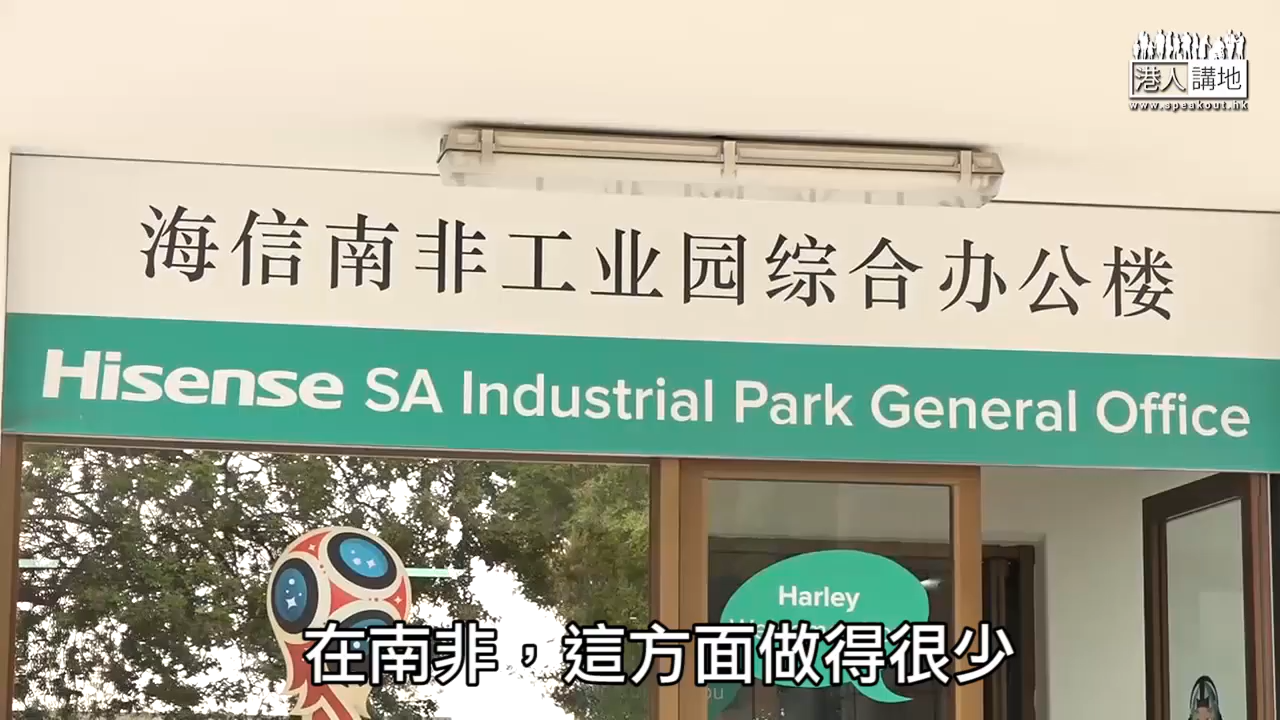 港人講地
www.speakout.hk
海信南非工业园综合办公楼
Hisense SA Industrial Park General Office
Harley
在南非，這方面做得很少